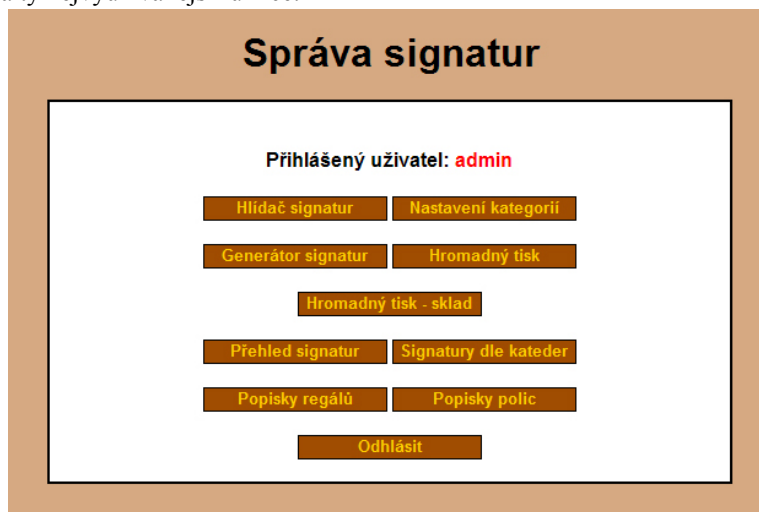 Správa signatur
Přihlášený uživatel: admin
Hlídač signatur Nastavení kategorií
Generátor signatur Hromadný tisk
Hromadný tisk - sklad
Přehled signatur Signatury dle kateder
Popisky regálů Popisky polic
Odhlásit